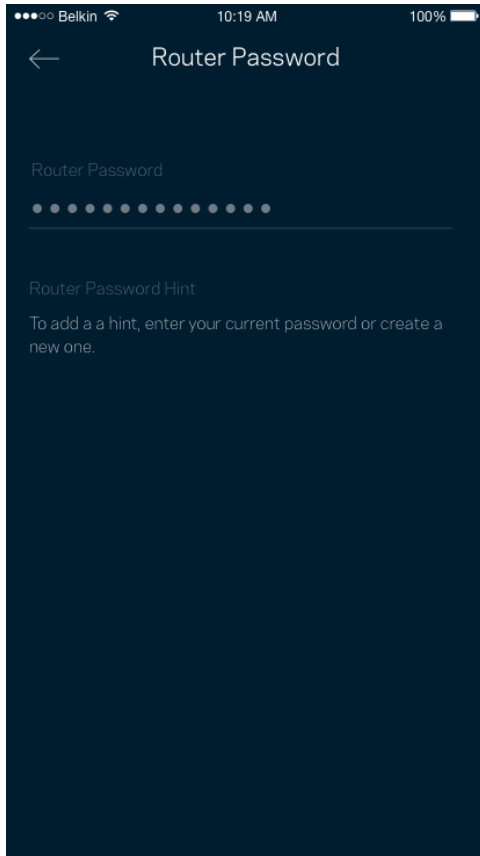 ●●●○○ Belkin 10:19 AM 100%
Router Password
Router Password
●●●●●●●●●●●●●●
Router Password Hint
To add a a hint, enter your current password or create a
new one.